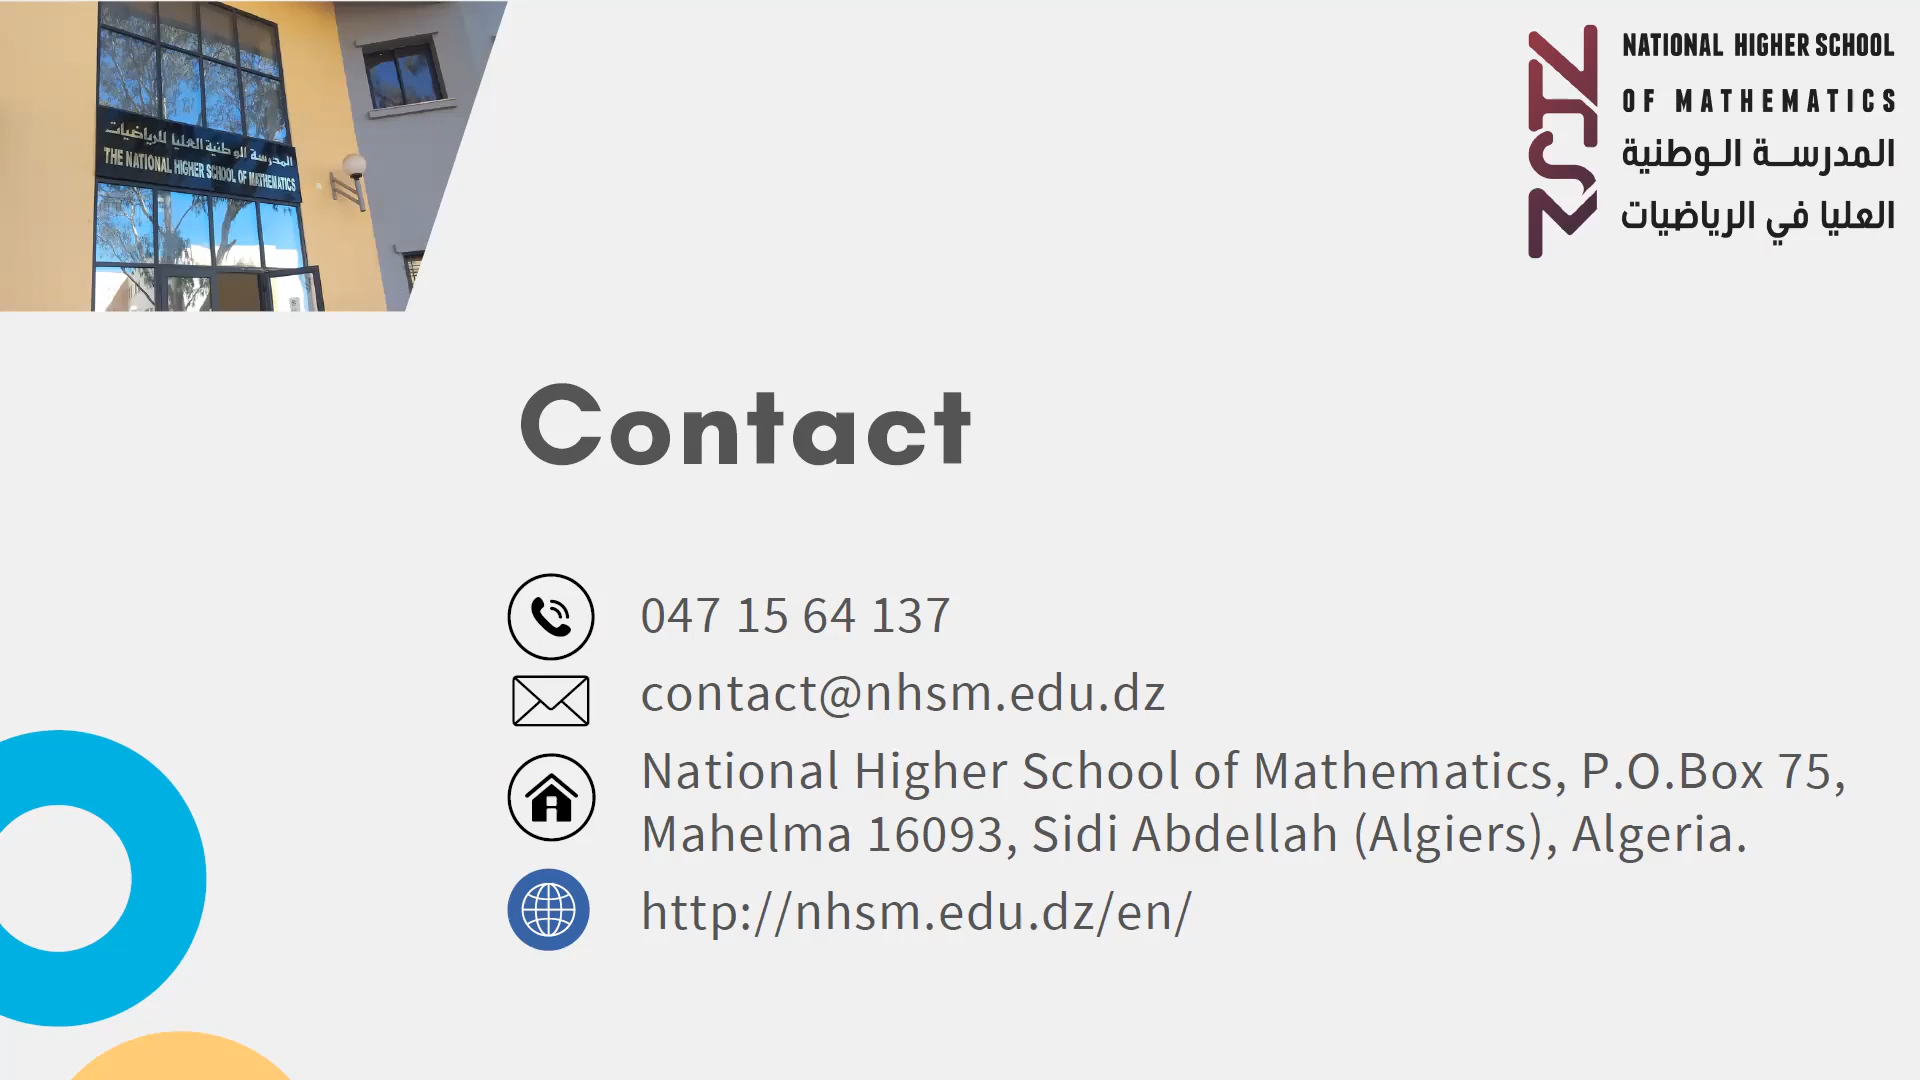 المدرسة الوطنية العليا للرياضيات
THE NATIONAL HIGHER SCHOOL OF MATHEMATICS
NHSM
NATIONAL HIGHER SCHOOL
OF MATHEMATICS
المدرسة الوطنية
العليا في الرياضيات
Contact
047 15 64 137
contact@nhsm.edu.dz
National Higher School of Mathematics, P.O.Box 75,
Mahelma 16093, Sidi Abdellah (Algiers), Algeria.
http://nhsm.edu.dz/en/